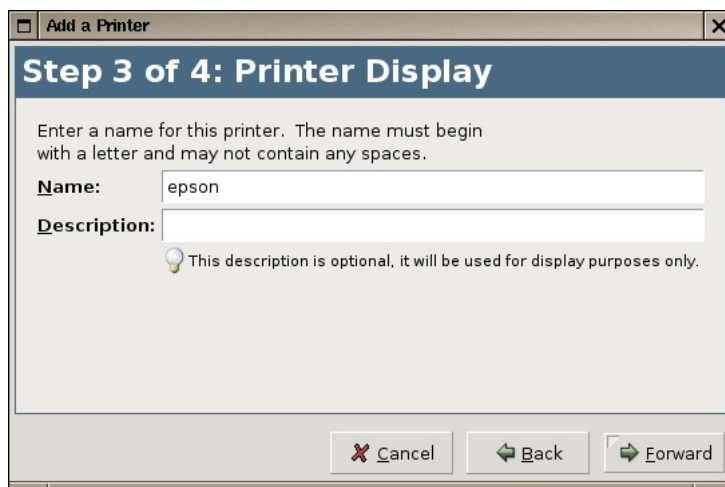 Add a Printer
Step 3 of 4: Printer Display
Enter a name for this printer. The name must begin
with a letter and may not contain any spaces.
Name: epson
Description:
This description is optional, it will be used for display purposes only.
Cancel Back Forward